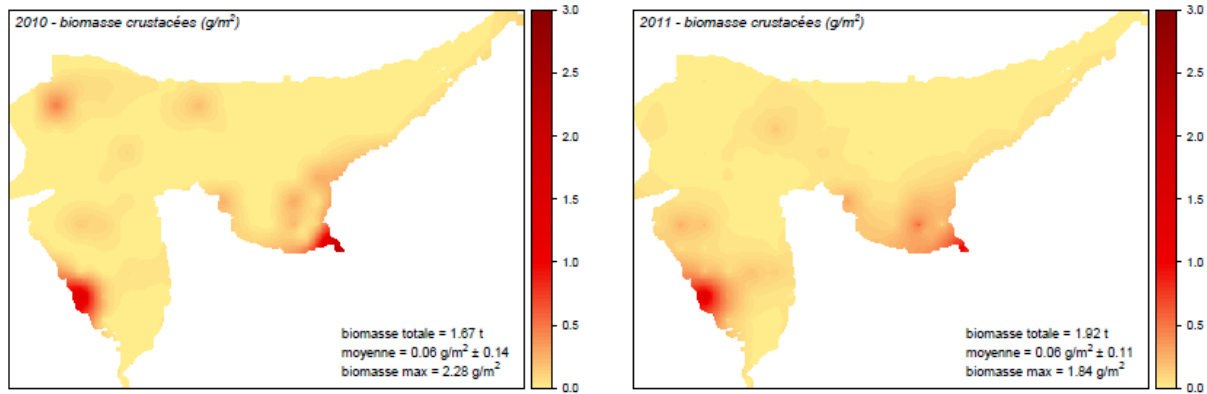 2010 - biomasse crustacées (g/m²)
3.0
2.5
2.0
1.5
1.0
0.5
0.0
biomasse totale = 1.67 t
moyenne = 0.06 g/m² ± 0.14
biomasse max = 2.28 g/m²
2011 - biomasse crustacées (g/m²)
3.0
2.5
2.0
1.5
1.0
0.5
0.0
biomasse totale = 1.92 t
moyenne = 0.06 g/m² ± 0.11
biomasse max = 1.84 g/m²